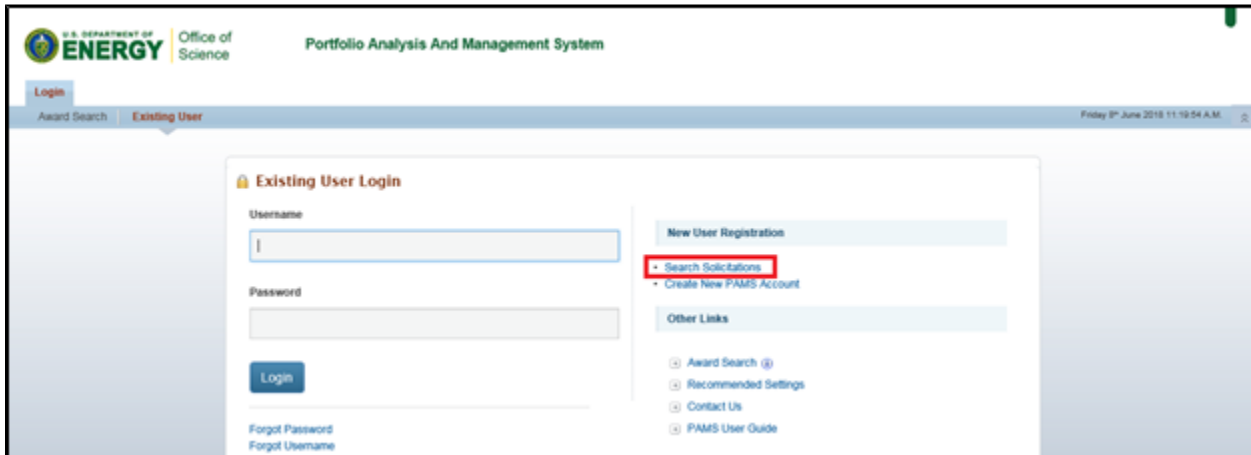 U.S. DEPARTMENT OF
ENERGY
Office of
Science
Portfolio Analysis And Management System
Login
Award Search
Existing User
Friday 8th June 2018 11:19:54 A.M.
Existing User Login
Username
Password
Login
Forgot Password
Forgot Username
New User Registration
Search Solicitations
Create New PAMS Account
Other Links
Award Search
Recommended Settings
Contact Us
PAMS User Guide